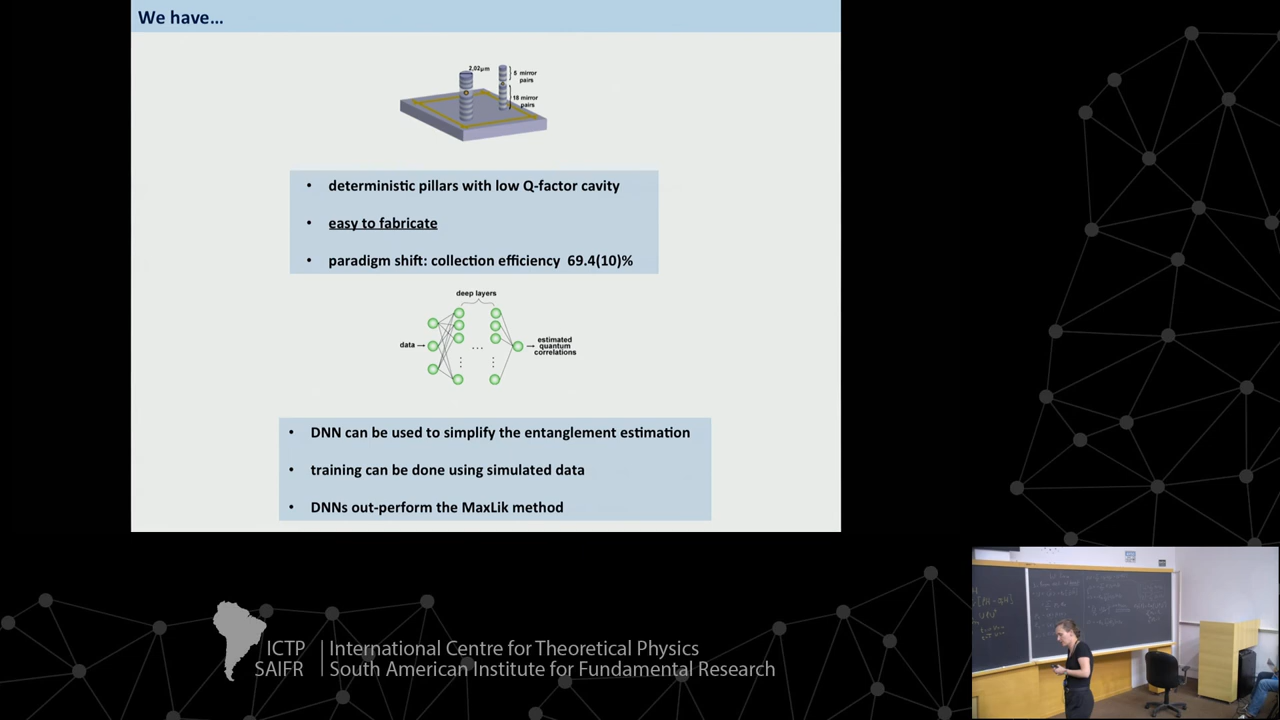 We have…
2,02µm
5 mirror
pairs
18 mirror
pairs
• deterministic pillars with low Q-factor cavity
• easy to fabricate
• paradigm shift: collection efficiency 69.4(10)%
deep layers
data →
→ estimated
quantum
correlations
• DNN can be used to simplify the entanglement estimation
• training can be done using simulated data
• DNNs out-perform the MaxLik method
ICTP
SAIFR
International Centre for Theoretical Physics
South American Institute for Fundamental Research